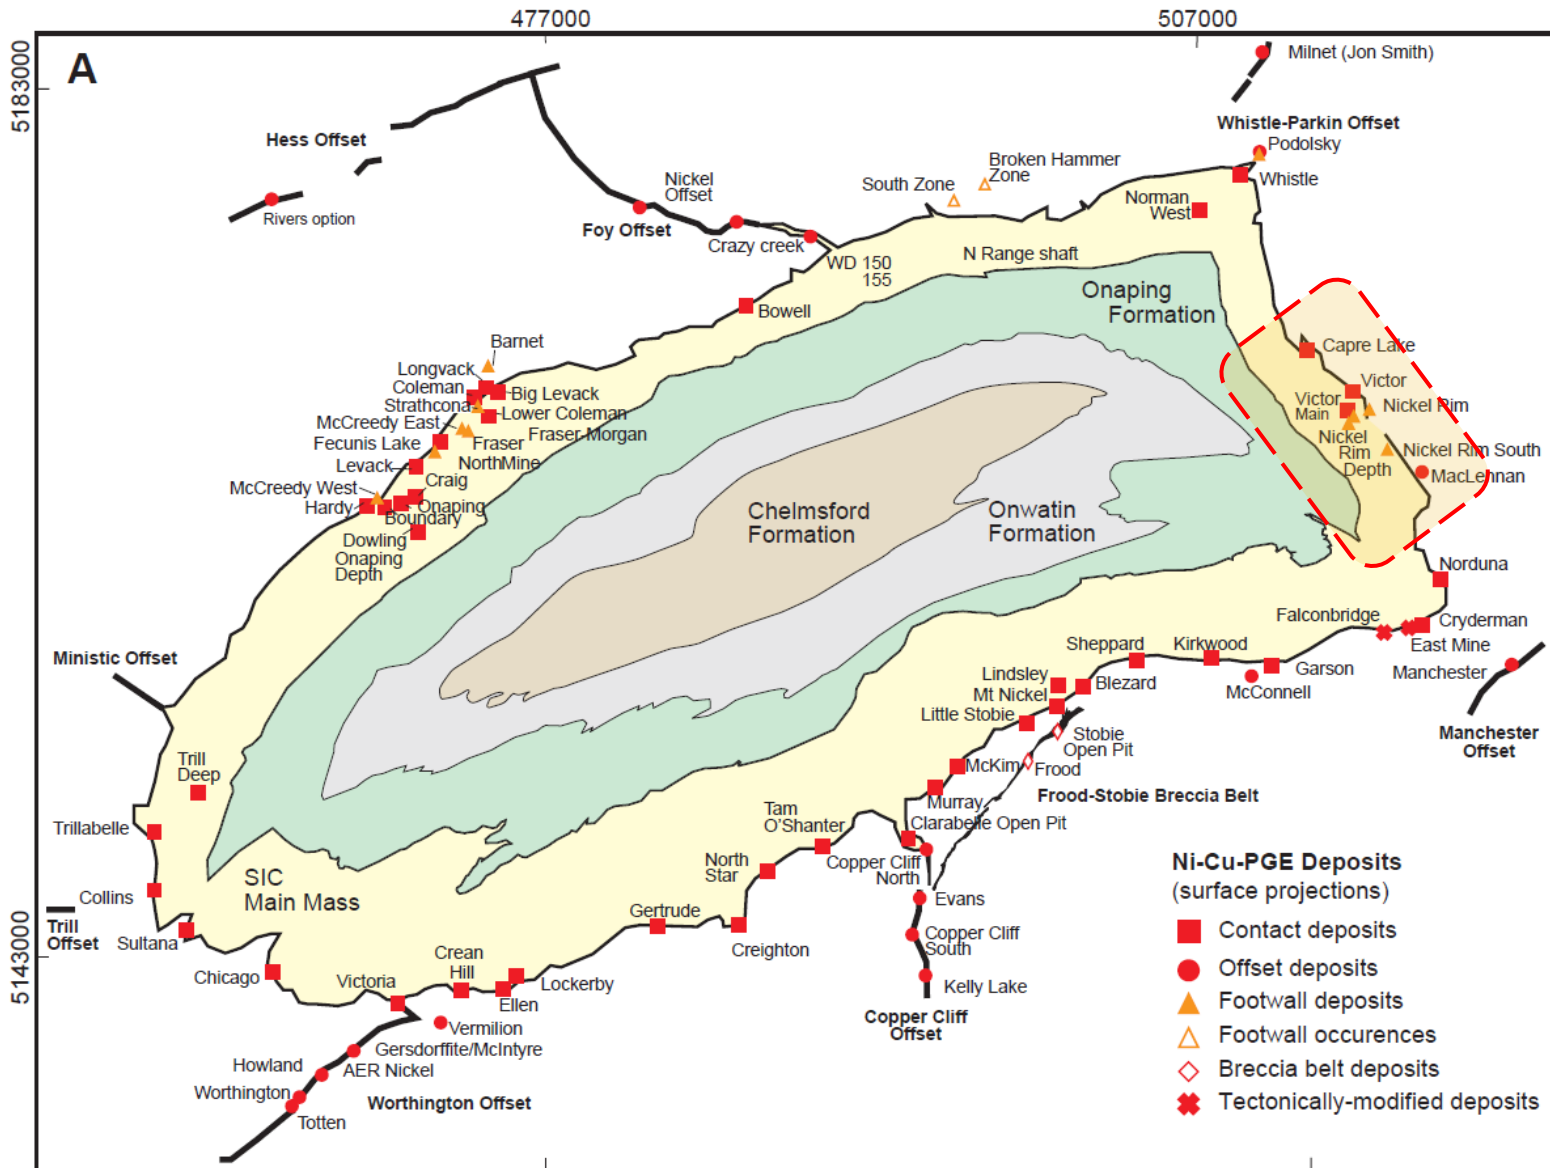 477000
507000
5183000
5143000
A
Milnet (Jon Smith)
Whistle-Parkin Offset
Podolsky
Whistle
Hess Offset
Rivers option
Nickel
Offset
Foy Offset
Crazy creek
South Zone
Broken Hammer
Zone
Norman
West
N Range shaft
WD 150
155
Onaping
Formation
Bowell
Barnet
Longvack
Coleman
Big Levack
Strathcona
Lower Coleman
McCreedy East
Fraser-Morgan
Fecunis Lake
Fraser
NorthMine
Levack
Craig
McCreedy West
Hardy
Onaping
Boundary
Dowling
Onaping
Depth
Capre Lake
Victor
Victor
Main
Nickel Rim
Nickel
Rim
Depth
Nickel Rim South
MacLennan
Chelmsford
Formation
Onwatin
Formation
Norduna
Falconbridge
Cryderman
East Mine
Manchester
Manchester
Offset
Ministic Offset
Sheppard
Kirkwood
Garson
McConnell
Lindsley
Mt Nickel
Blezard
Little Stobie
Stobie
Open Pit
McKim
Frood
Frood-Stobie Breccia Belt
Murray
Clarabelle Open Pit
Trill
Deep
Trillabelle
Tam
O'Shanter
North
Star
Copper Cliff
North
Evans
Copper Cliff
South
Kelly Lake
Copper Cliff
Offset
SIC
Main Mass
Collins
Trill
Offset
Sultana
Gertrude
Creighton
Chicago
Victoria
Crean
Hill
Lockerby
Ellen
Vermilion
Gersdorffite/McIntyre
Howland
AER Nickel
Worthington
Worthington Offset
Totten
Ni-Cu-PGE Deposits
(surface projections)
Contact deposits
Offset deposits
Footwall deposits
Footwall occurences
Breccia belt deposits
Tectonically-modified deposits